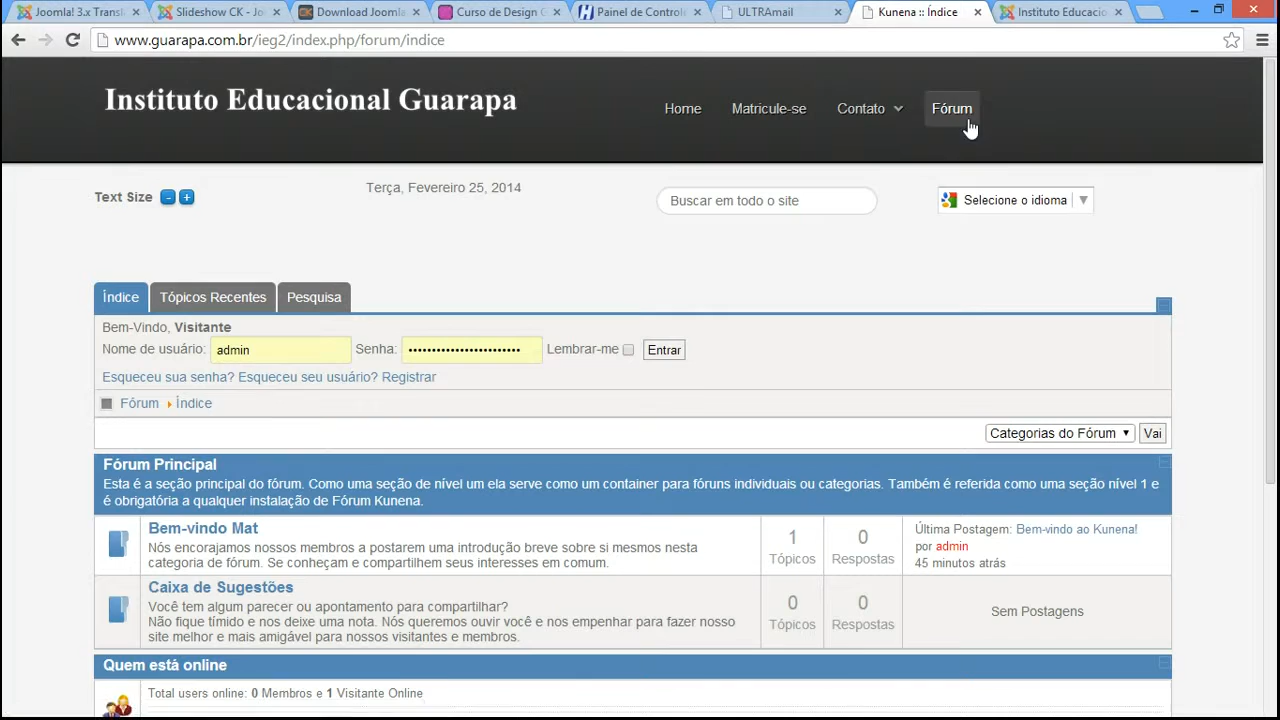 Joomla! 3.x Transl
Slideshow CK - Jo
Download Joomla
Curso de Design G
Painel de Control
ULTRAmail
Kunena :: Índice
Instituto Educacio
www.guarapa.com.br/ieg2/index.php/forum/indice
Instituto Educacional Guarapa
Home
Matricule-se
Contato
Fórum
Text Size - +
Terça, Fevereiro 25, 2014
Buscar em todo o site
Selecione o idioma
Índice
Tópicos Recentes
Pesquisa
Bem-Vindo, Visitante
Nome de usuário: admin Senha: •••••••••••••••••••••••• Lembrar-me Entrar
Esqueceu sua senha? Esqueceu seu usuário? Registrar
Fórum Índice
Categorias do Fórum Vai
Fórum Principal
Esta é a seção principal do fórum. Como uma seção de nível um ela serve como um container para fóruns individuais ou categorias. Também é referida como uma seção nível 1 e
é obrigatória a qualquer instalação de Fórum Kunena.
Bem-vindo Mat
Nós encorajamos nossos membros a postarem uma introdução breve sobre si mesmos nesta
categoria de fórum. Se conheçam e compartilhem seus interesses em comum.
1
Tópicos
0
Respostas
Última Postagem: Bem-vindo ao Kunena!
por admin
45 minutos atrás
Caixa de Sugestões
Você tem algum parecer ou apontamento para compartilhar?
Não fique tímido e nos deixe uma nota. Nós queremos ouvir você e nos empenhar para fazer nosso
site melhor e mais amigável para nossos visitantes e membros.
0
Tópicos
0
Respostas
Sem Postagens
Quem está online
Total users online: 0 Membros e 1 Visitante Online